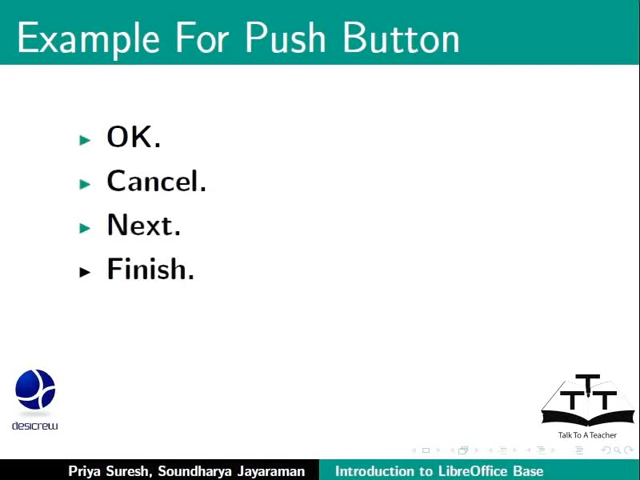 Example For Push Button
OK.
Cancel.
Next.
Finish.
desicrew
T T T
Talk To A Teacher
Priya Suresh, Soundharya Jayaraman
Introduction to LibreOffice Base